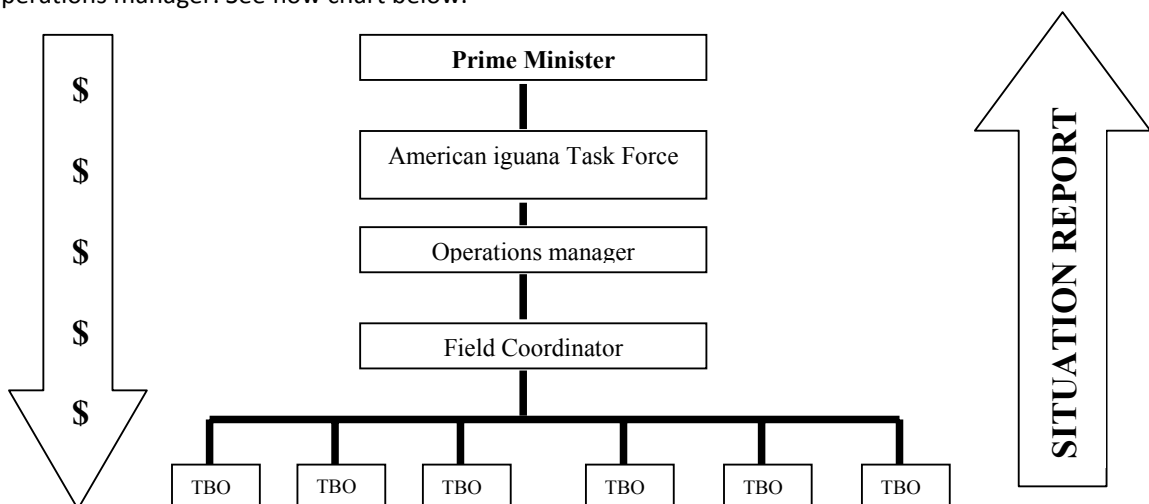 perations manager. See flow chart below.
Prime Minister
$
American iguana Task Force
$
Operations manager
$
Field Coordinator
$
$
TBO TBO TBO TBO TBO TBO
SITUATION REPORT